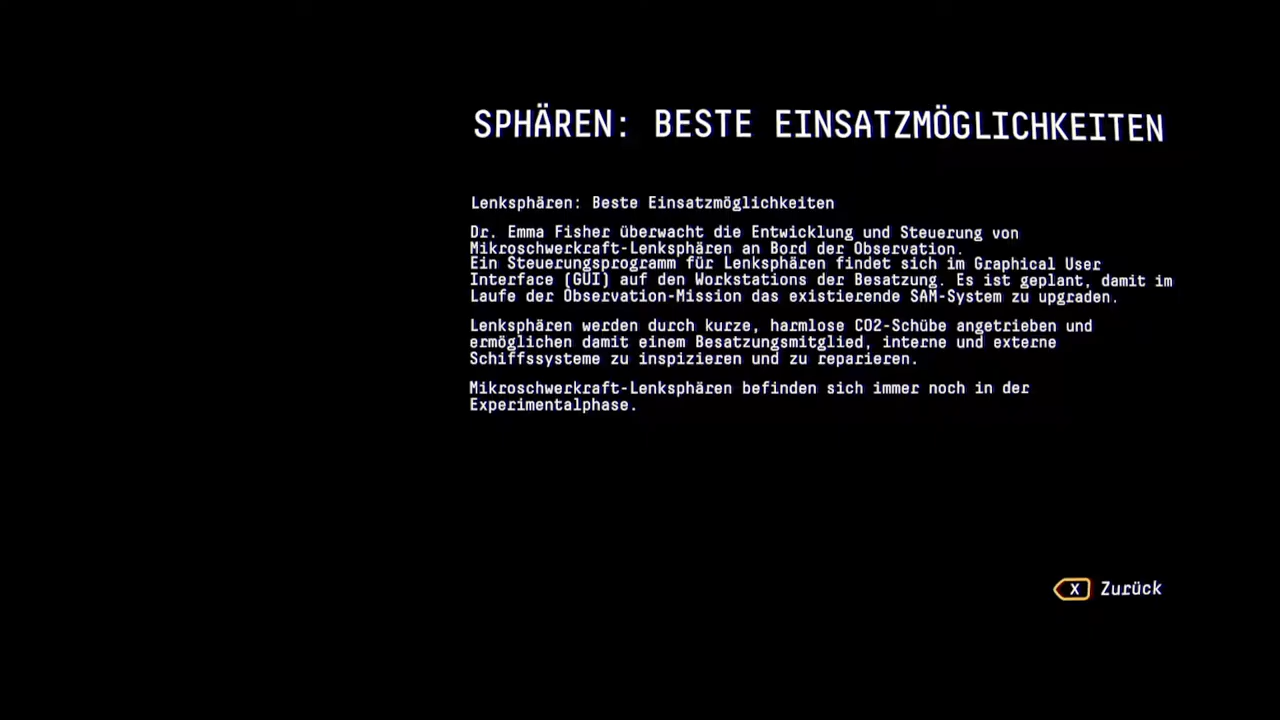 SPHÄREN: BESTE EINSATZMÖGLICHKEITEN
Lenksphären: Beste Einsatzmöglichkeiten
Dr. Emma Fisher überwacht die Entwicklung und Steuerung von
Mikroschwerkraft-Lenksphären an Bord der Observation.
Ein Steuerungsprogramm für Lenksphären findet sich im Graphical User
Interface (GUI) auf den Workstations der Besatzung. Es ist geplant, damit im
Laufe der Observation-Mission das existierende SAM-System zu upgraden.
Lenksphären werden durch kurze, harmlose CO2-Schübe angetrieben und
ermöglichen damit einem Besatzungsmitglied, interne und externe
Schiffssysteme zu inspizieren und zu reparieren.
Mikroschwerkraft-Lenksphären befinden sich immer noch in der
Experimentalphase.
X Zurück